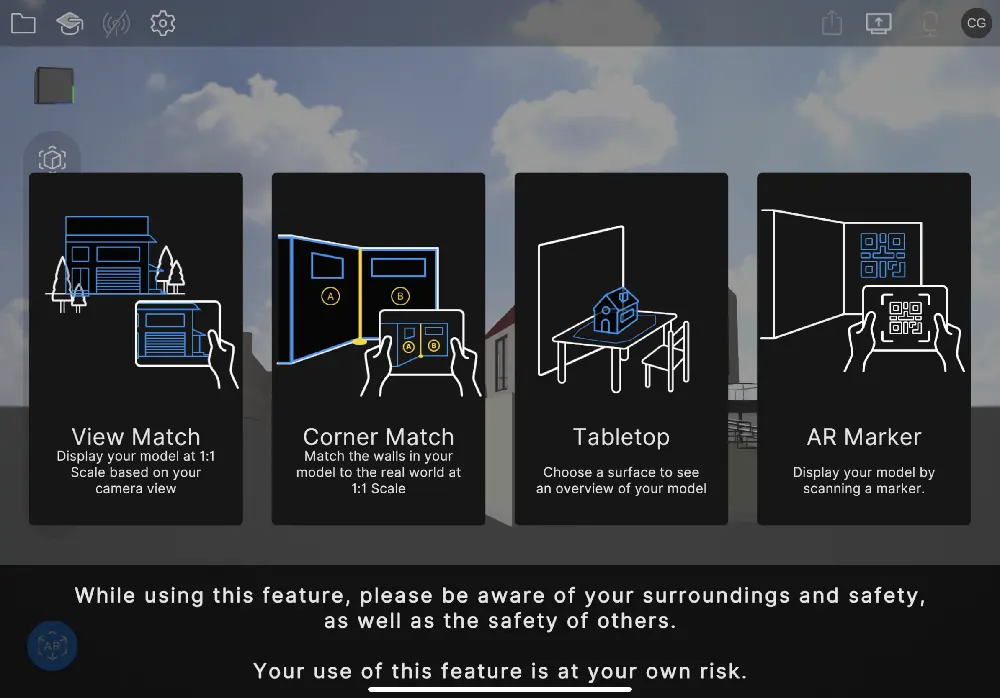 CG
A
B
A
B
View Match
Display your model at 1:1
Scale based on your
camera view
Corner Match
Match the walls in your
model to the real world at
1:1 Scale
Tabletop
Choose a surface to see
an overview of your model
AR Marker
Display your model by
scanning a marker.
While using this feature, please be aware of your surroundings and safety,
as well as the safety of others.
AR
Your use of this feature is at your own risk.